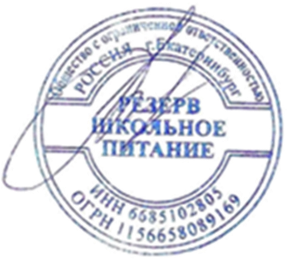 Общество с ограниченной ответственностью
РОССИЯ г.Екатеринбург
РЕЗЕРВ
ШКОЛЬНОЕ
ПИТАНИЕ
ИНН 6685102805
ОГРН 1156658089169